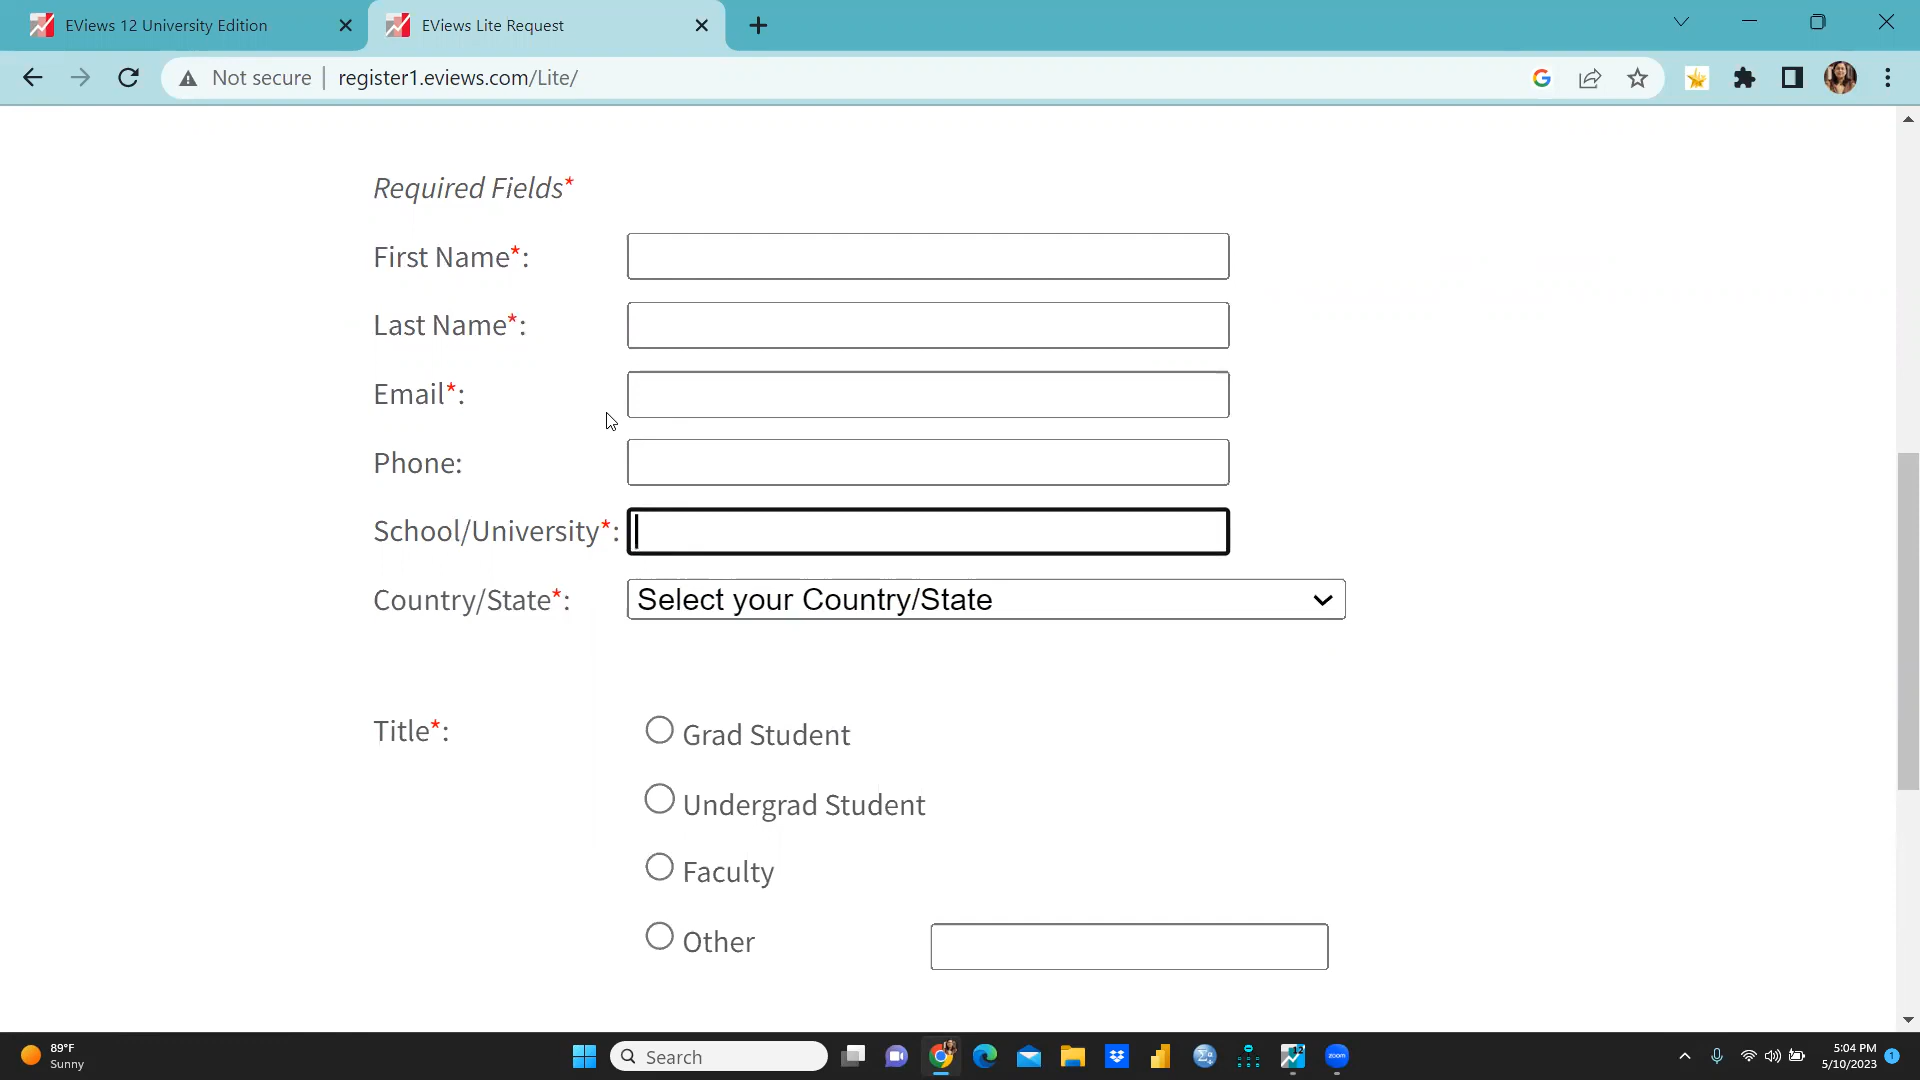 EViews 12 University Edition
EViews Lite Request
Not secure
register1.eviews.com/Lite/
Required Fields*
First Name*:
Last Name*:
Email*:
Phone:
School/University*:
Country/State*:
Select your Country/State
Title*:
Grad Student
Undergrad Student
Faculty
Other
89°F
Sunny
Search
zoom
5:04 PM
5/10/2023
1